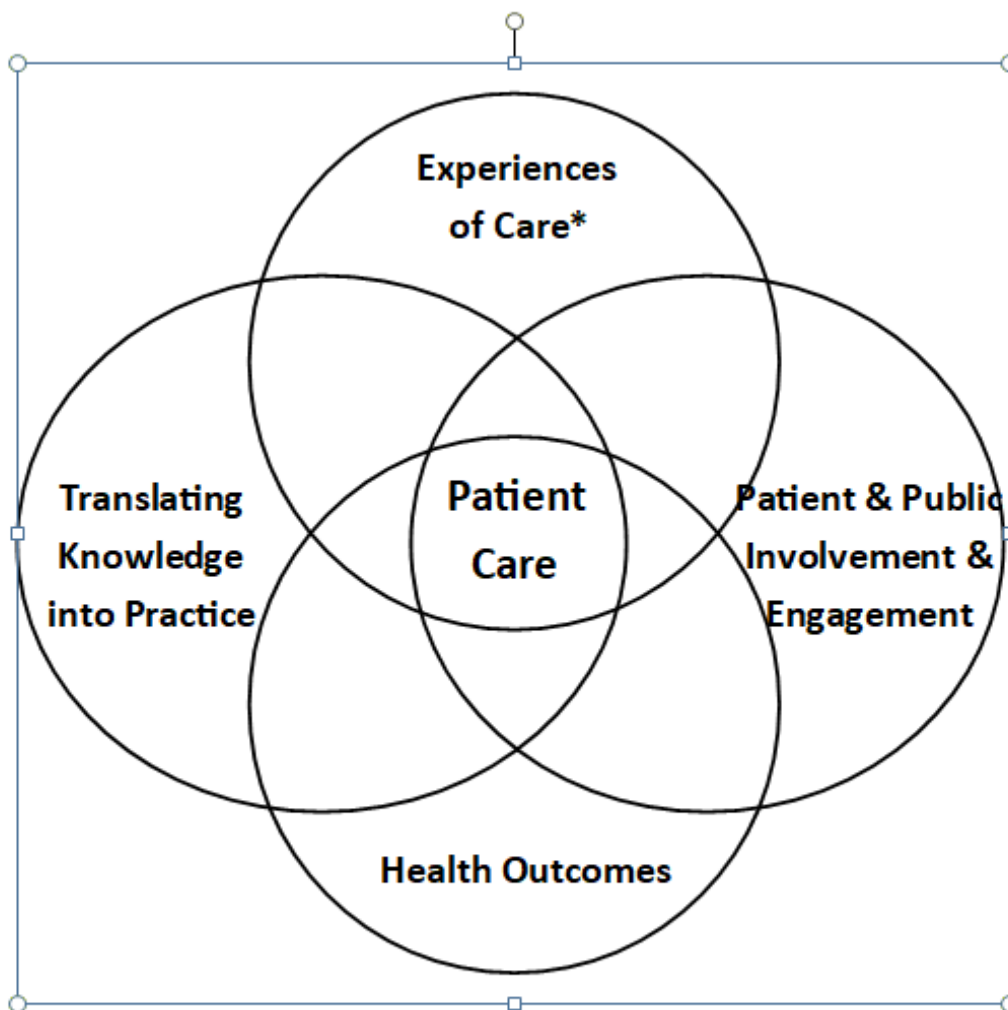 Experiences
of Care*
Translating
Knowledge
into Practice
Patient
Care
Patient & Public
Involvement &
Engagement
Health Outcomes